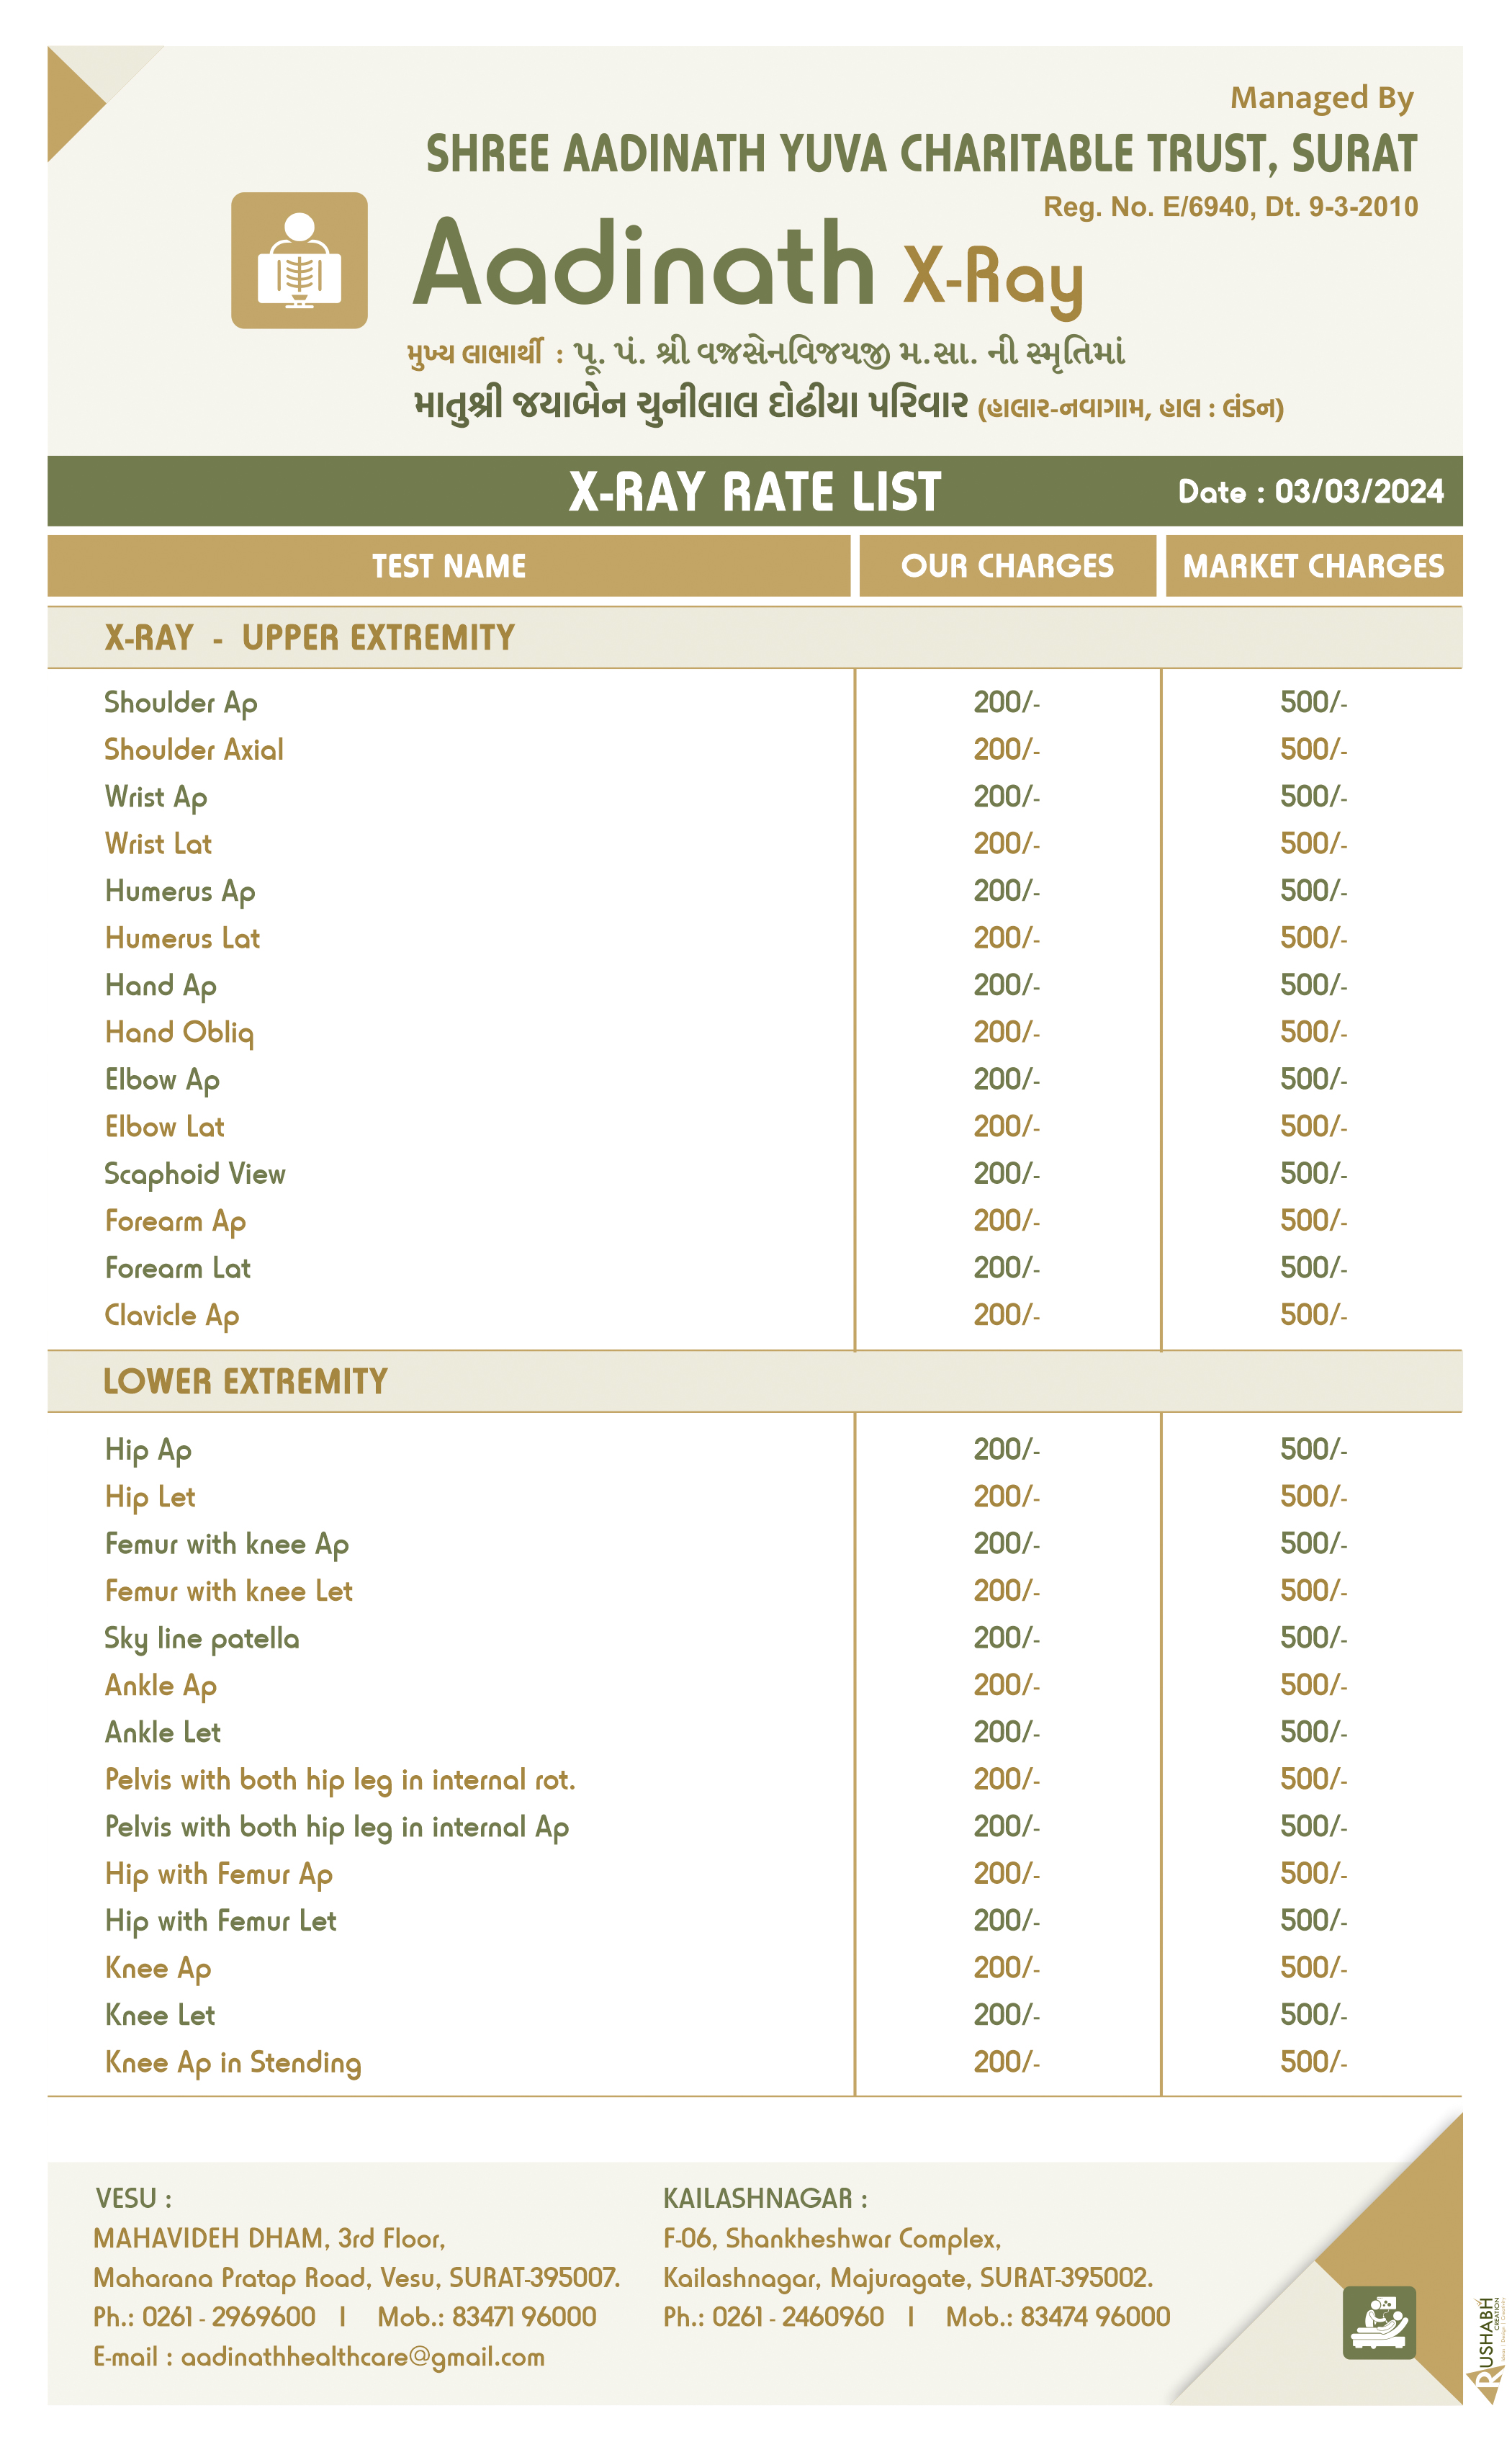 Managed By
SHREE AADINATH YUVA CHARITABLE TRUST, SURAT
Reg. No. E/6940, Dt. 9-3-2010
Aadinath X-Ray
મુખ્ય લાભાર્થી : પૂ. પં. શ્રી વજ્રસેનવિજયજી મ.સા. ની સ્મૃતિમાં
માતુશ્રી જયાબેન ચુનીલાલ દોઢીયા પરિવાર (હાલાર-નવાગામ, હાલ : લંડન)
X-RAY RATE LIST Date : 03/03/2024
TEST NAME OUR CHARGES MARKET CHARGES
X-RAY - UPPER EXTREMITY
Shoulder Ap 200/- 500/-
Shoulder Axial 200/- 500/-
Wrist Ap 200/- 500/-
Wrist Lat 200/- 500/-
Humerus Ap 200/- 500/-
Humerus Lat 200/- 500/-
Hand Ap 200/- 500/-
Hand Obliq 200/- 500/-
Elbow Ap 200/- 500/-
Elbow Lat 200/- 500/-
Scaphoid View 200/- 500/-
Forearm Ap 200/- 500/-
Forearm Lat 200/- 500/-
Clavicle Ap 200/- 500/-
LOWER EXTREMITY
Hip Ap 200/- 500/-
Hip Let 200/- 500/-
Femur with knee Ap 200/- 500/-
Femur with knee Let 200/- 500/-
Sky line patella 200/- 500/-
Ankle Ap 200/- 500/-
Ankle Let 200/- 500/-
Pelvis with both hip leg in internal rot. 200/- 500/-
Pelvis with both hip leg in internal Ap 200/- 500/-
Hip with Femur Ap 200/- 500/-
Hip with Femur Let 200/- 500/-
Knee Ap 200/- 500/-
Knee Let 200/- 500/-
Knee Ap in Stending 200/- 500/-
VESU :
MAHAVIDEH DHAM, 3rd Floor,
Maharana Pratap Road, Vesu, SURAT-395007.
Ph.: 0261 - 2969600 | Mob.: 83471 96000
E-mail : aadinathhealthcare@gmail.com
KAILASHNAGAR :
F-06, Shankheshwar Complex,
Kailashnagar, Majuragate, SURAT-395002.
Ph.: 0261 - 2460960 | Mob.: 83474 96000
RUSHABH
CREATION